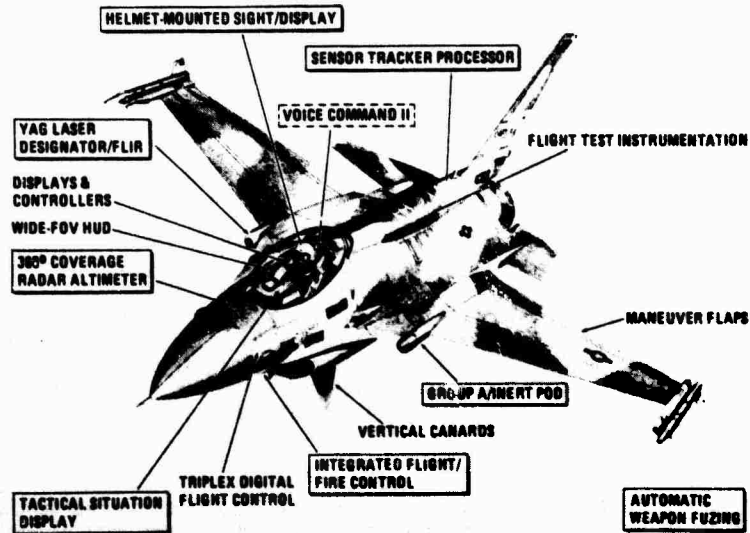 HELMET-MOUNTED SIGHT/DISPLAY
SENSOR TRACKER PROCESSOR
VOICE COMMAND II
YAG LASER
DESIGNATOR/FLIR
FLIGHT TEST INSTRUMENTATION
DISPLAYS &
CONTROLLERS
WIDE-FOV HUD
360° COVERAGE
RADAR ALTIMETER
MANEUVER FLAPS
GROUP A/INERT POD
VERTICAL CANARDS
INTEGRATED FLIGHT/
FIRE CONTROL
TRIPLEX DIGITAL
FLIGHT CONTROL
TACTICAL SITUATION
DISPLAY
AUTOMATIC
WEAPON FUZING